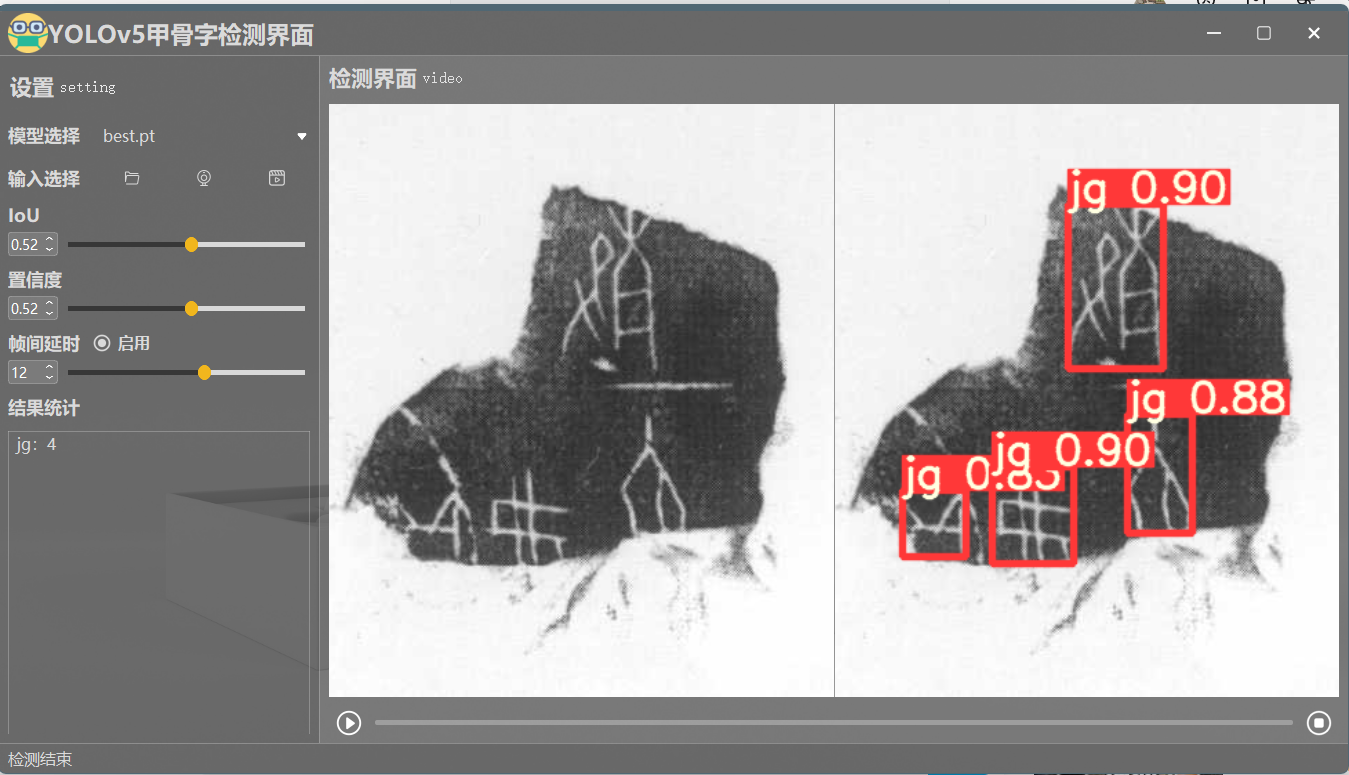 YOLOv5甲骨字检测界面
设置 setting
模型选择 best.pt
输入选择
IoU
0.52
置信度
0.52
帧间延时 启用
12
结果统计
jg: 4
检测界面 video
jg 0.90
jg 0.88
jg 0.90
jg 0.83
检测结束